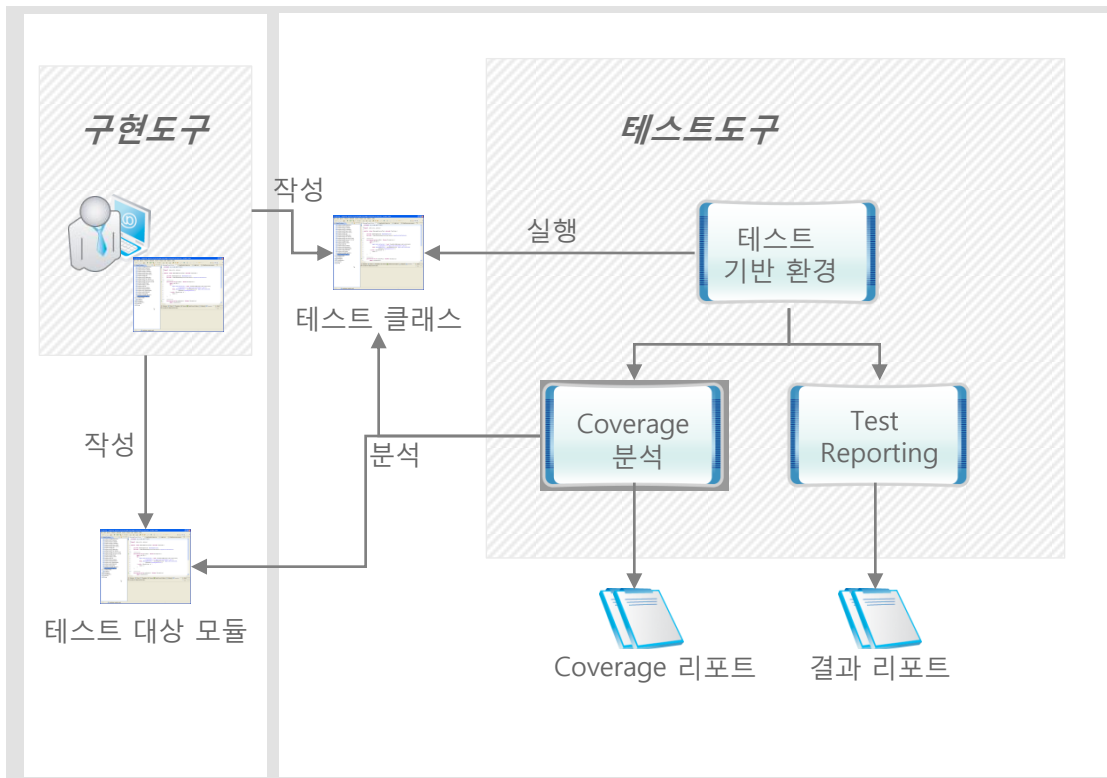 구현도구
테스트도구
작성
실행
테스트
기반 환경
테스트 클래스
Coverage
분석
Test
Reporting
작성
분석
테스트 대상 모듈
Coverage 리포트
결과 리포트